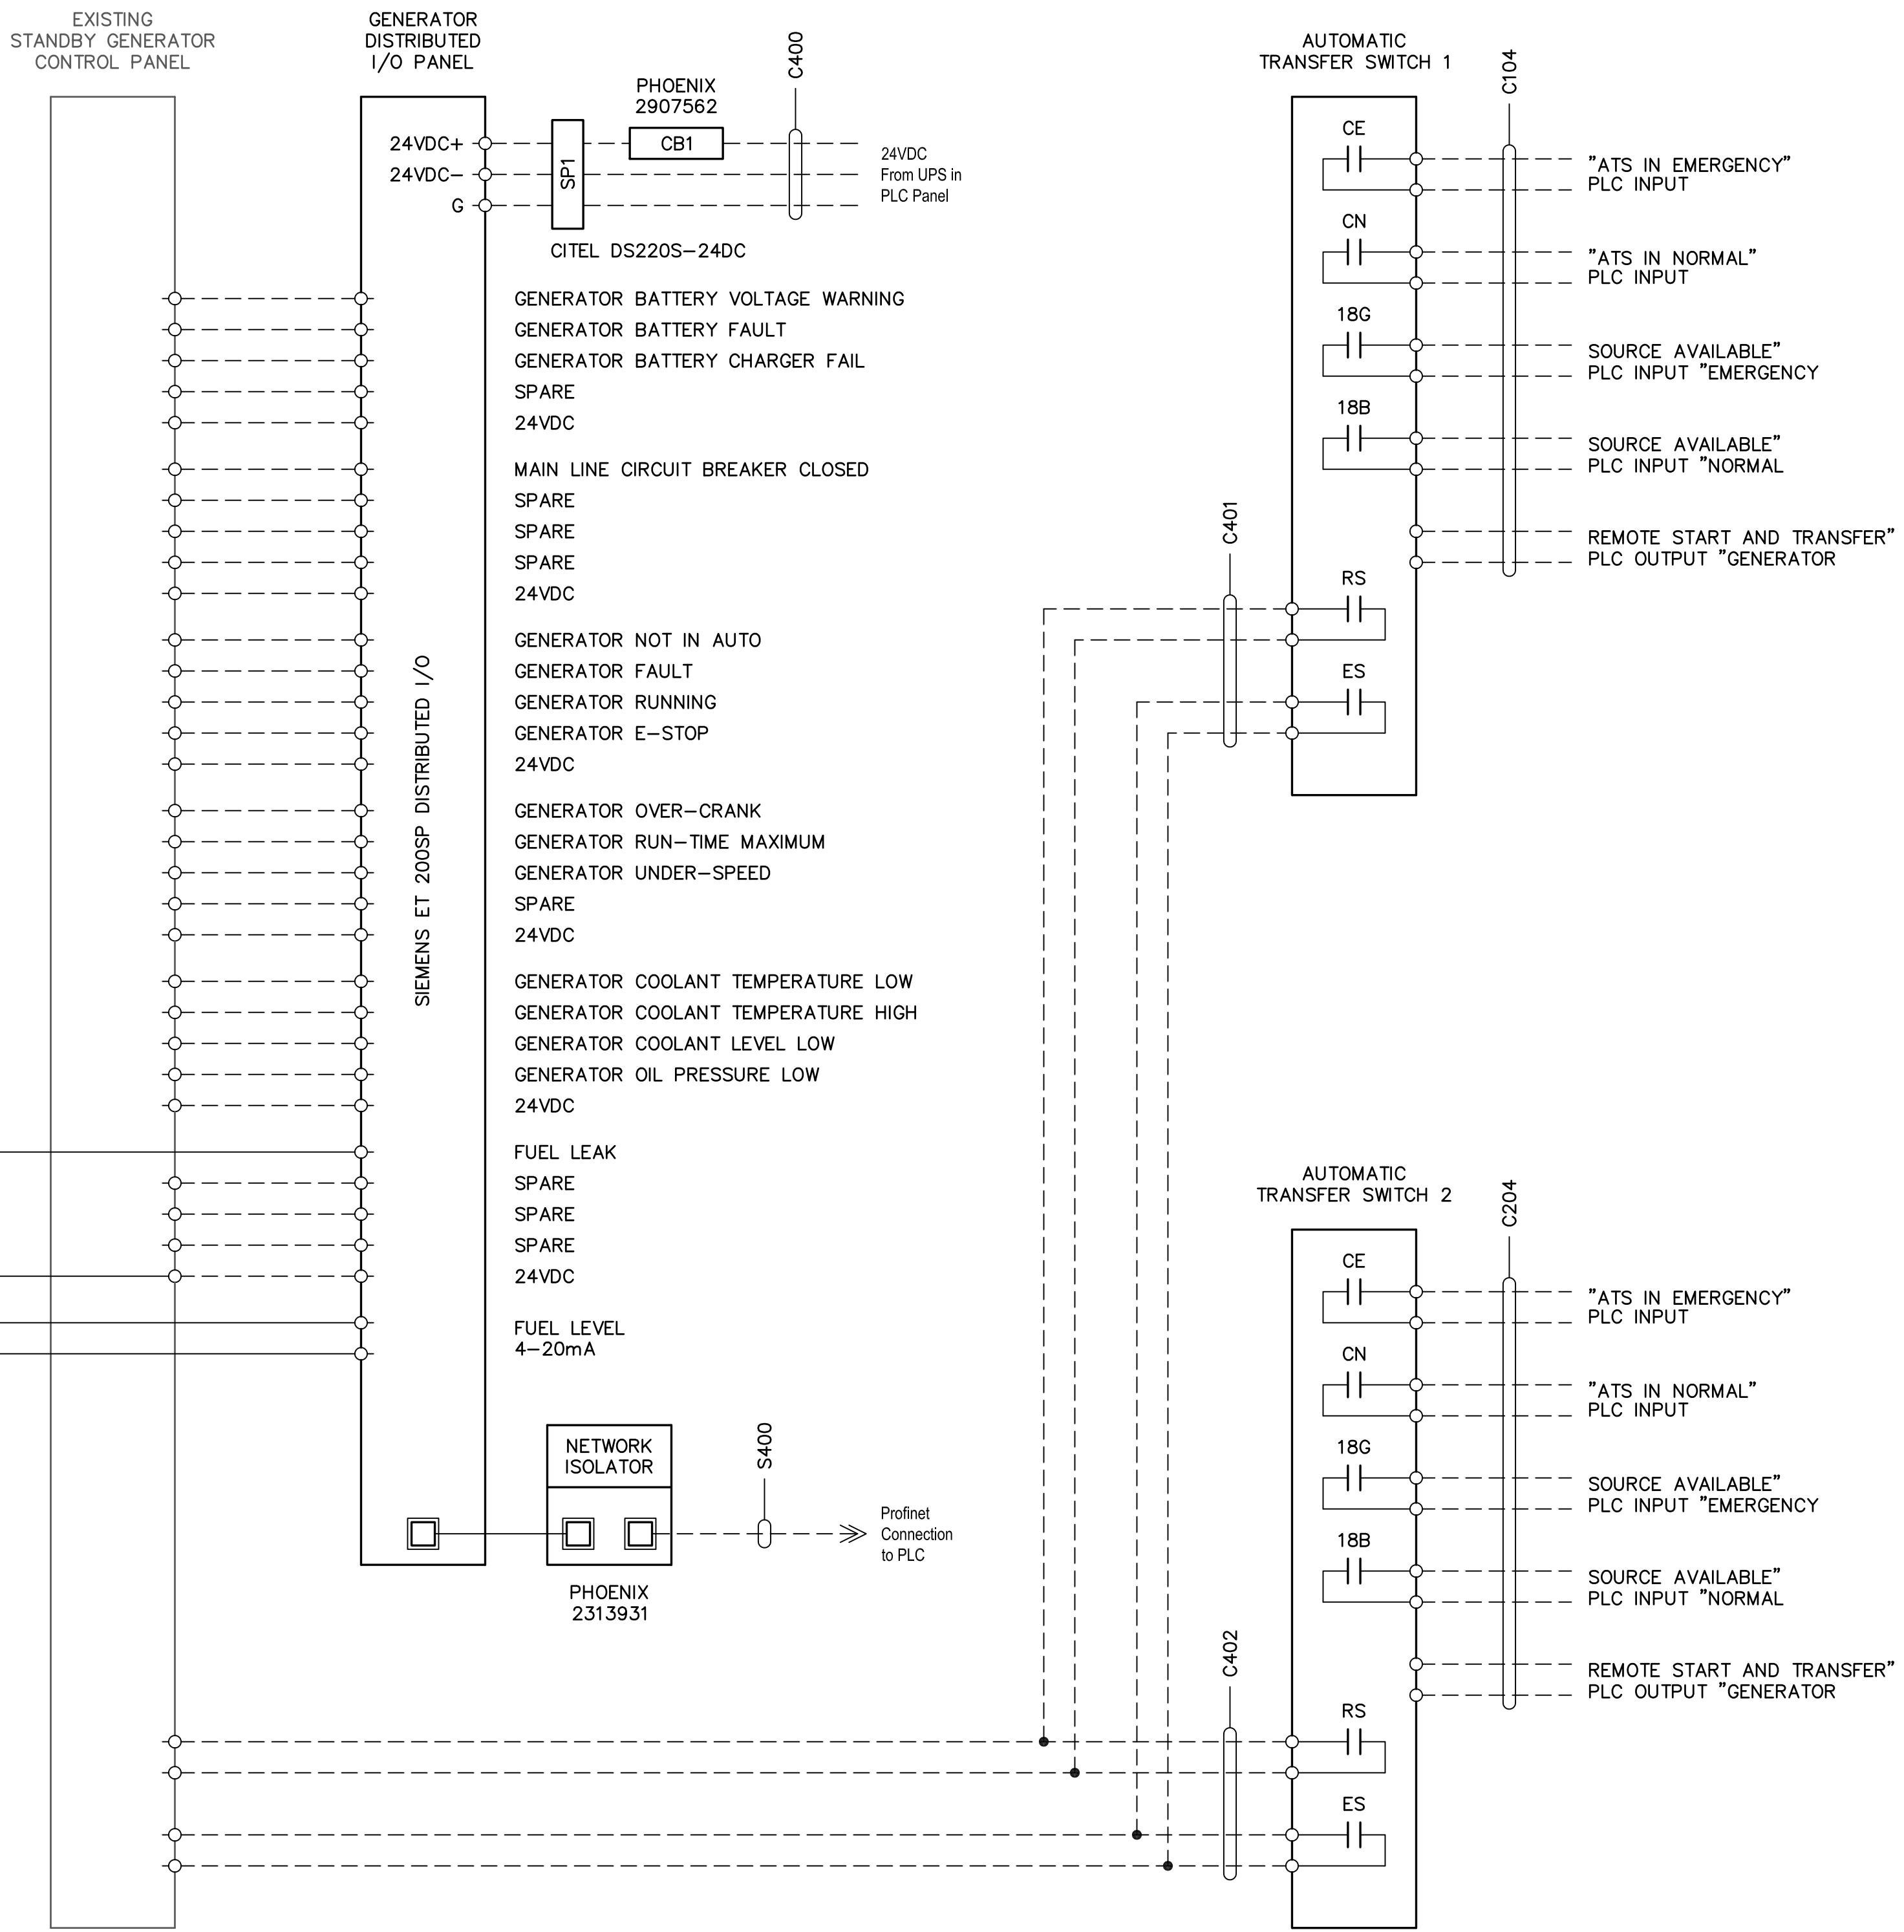 EXISTING
STANDBY GENERATOR
CONTROL PANEL
GENERATOR
DISTRIBUTED
I/O PANEL
24VDC+
24VDC−
G
SP1
PHOENIX
2907562
CB1
C400
24VDC
From UPS in
PLC Panel
CITEL DS220S−24DC
GENERATOR BATTERY VOLTAGE WARNING
GENERATOR BATTERY FAULT
GENERATOR BATTERY CHARGER FAIL
SPARE
24VDC
MAIN LINE CIRCUIT BREAKER CLOSED
SPARE
SPARE
SPARE
24VDC
GENERATOR NOT IN AUTO
GENERATOR FAULT
GENERATOR RUNNING
GENERATOR E−STOP
24VDC
GENERATOR OVER−CRANK
GENERATOR RUN−TIME MAXIMUM
GENERATOR UNDER−SPEED
SPARE
24VDC
GENERATOR COOLANT TEMPERATURE LOW
GENERATOR COOLANT TEMPERATURE HIGH
GENERATOR COOLANT LEVEL LOW
GENERATOR OIL PRESSURE LOW
24VDC
FUEL LEAK
SPARE
SPARE
SPARE
24VDC
FUEL LEVEL
4−20mA
SIEMENS ET 200SP DISTRIBUTED I/O
NETWORK
ISOLATOR
PHOENIX
2313931
S400
Profinet
Connection
to PLC
AUTOMATIC
TRANSFER SWITCH 1
C104
CE
"ATS IN EMERGENCY"
PLC INPUT
CN
"ATS IN NORMAL"
PLC INPUT
18G
SOURCE AVAILABLE"
PLC INPUT "EMERGENCY
18B
SOURCE AVAILABLE"
PLC INPUT "NORMAL
REMOTE START AND TRANSFER"
PLC OUTPUT "GENERATOR
C401
RS
ES
AUTOMATIC
TRANSFER SWITCH 2
C204
CE
"ATS IN EMERGENCY"
PLC INPUT
CN
"ATS IN NORMAL"
PLC INPUT
18G
SOURCE AVAILABLE"
PLC INPUT "EMERGENCY
18B
SOURCE AVAILABLE"
PLC INPUT "NORMAL
REMOTE START AND TRANSFER"
PLC OUTPUT "GENERATOR
C402
RS
ES